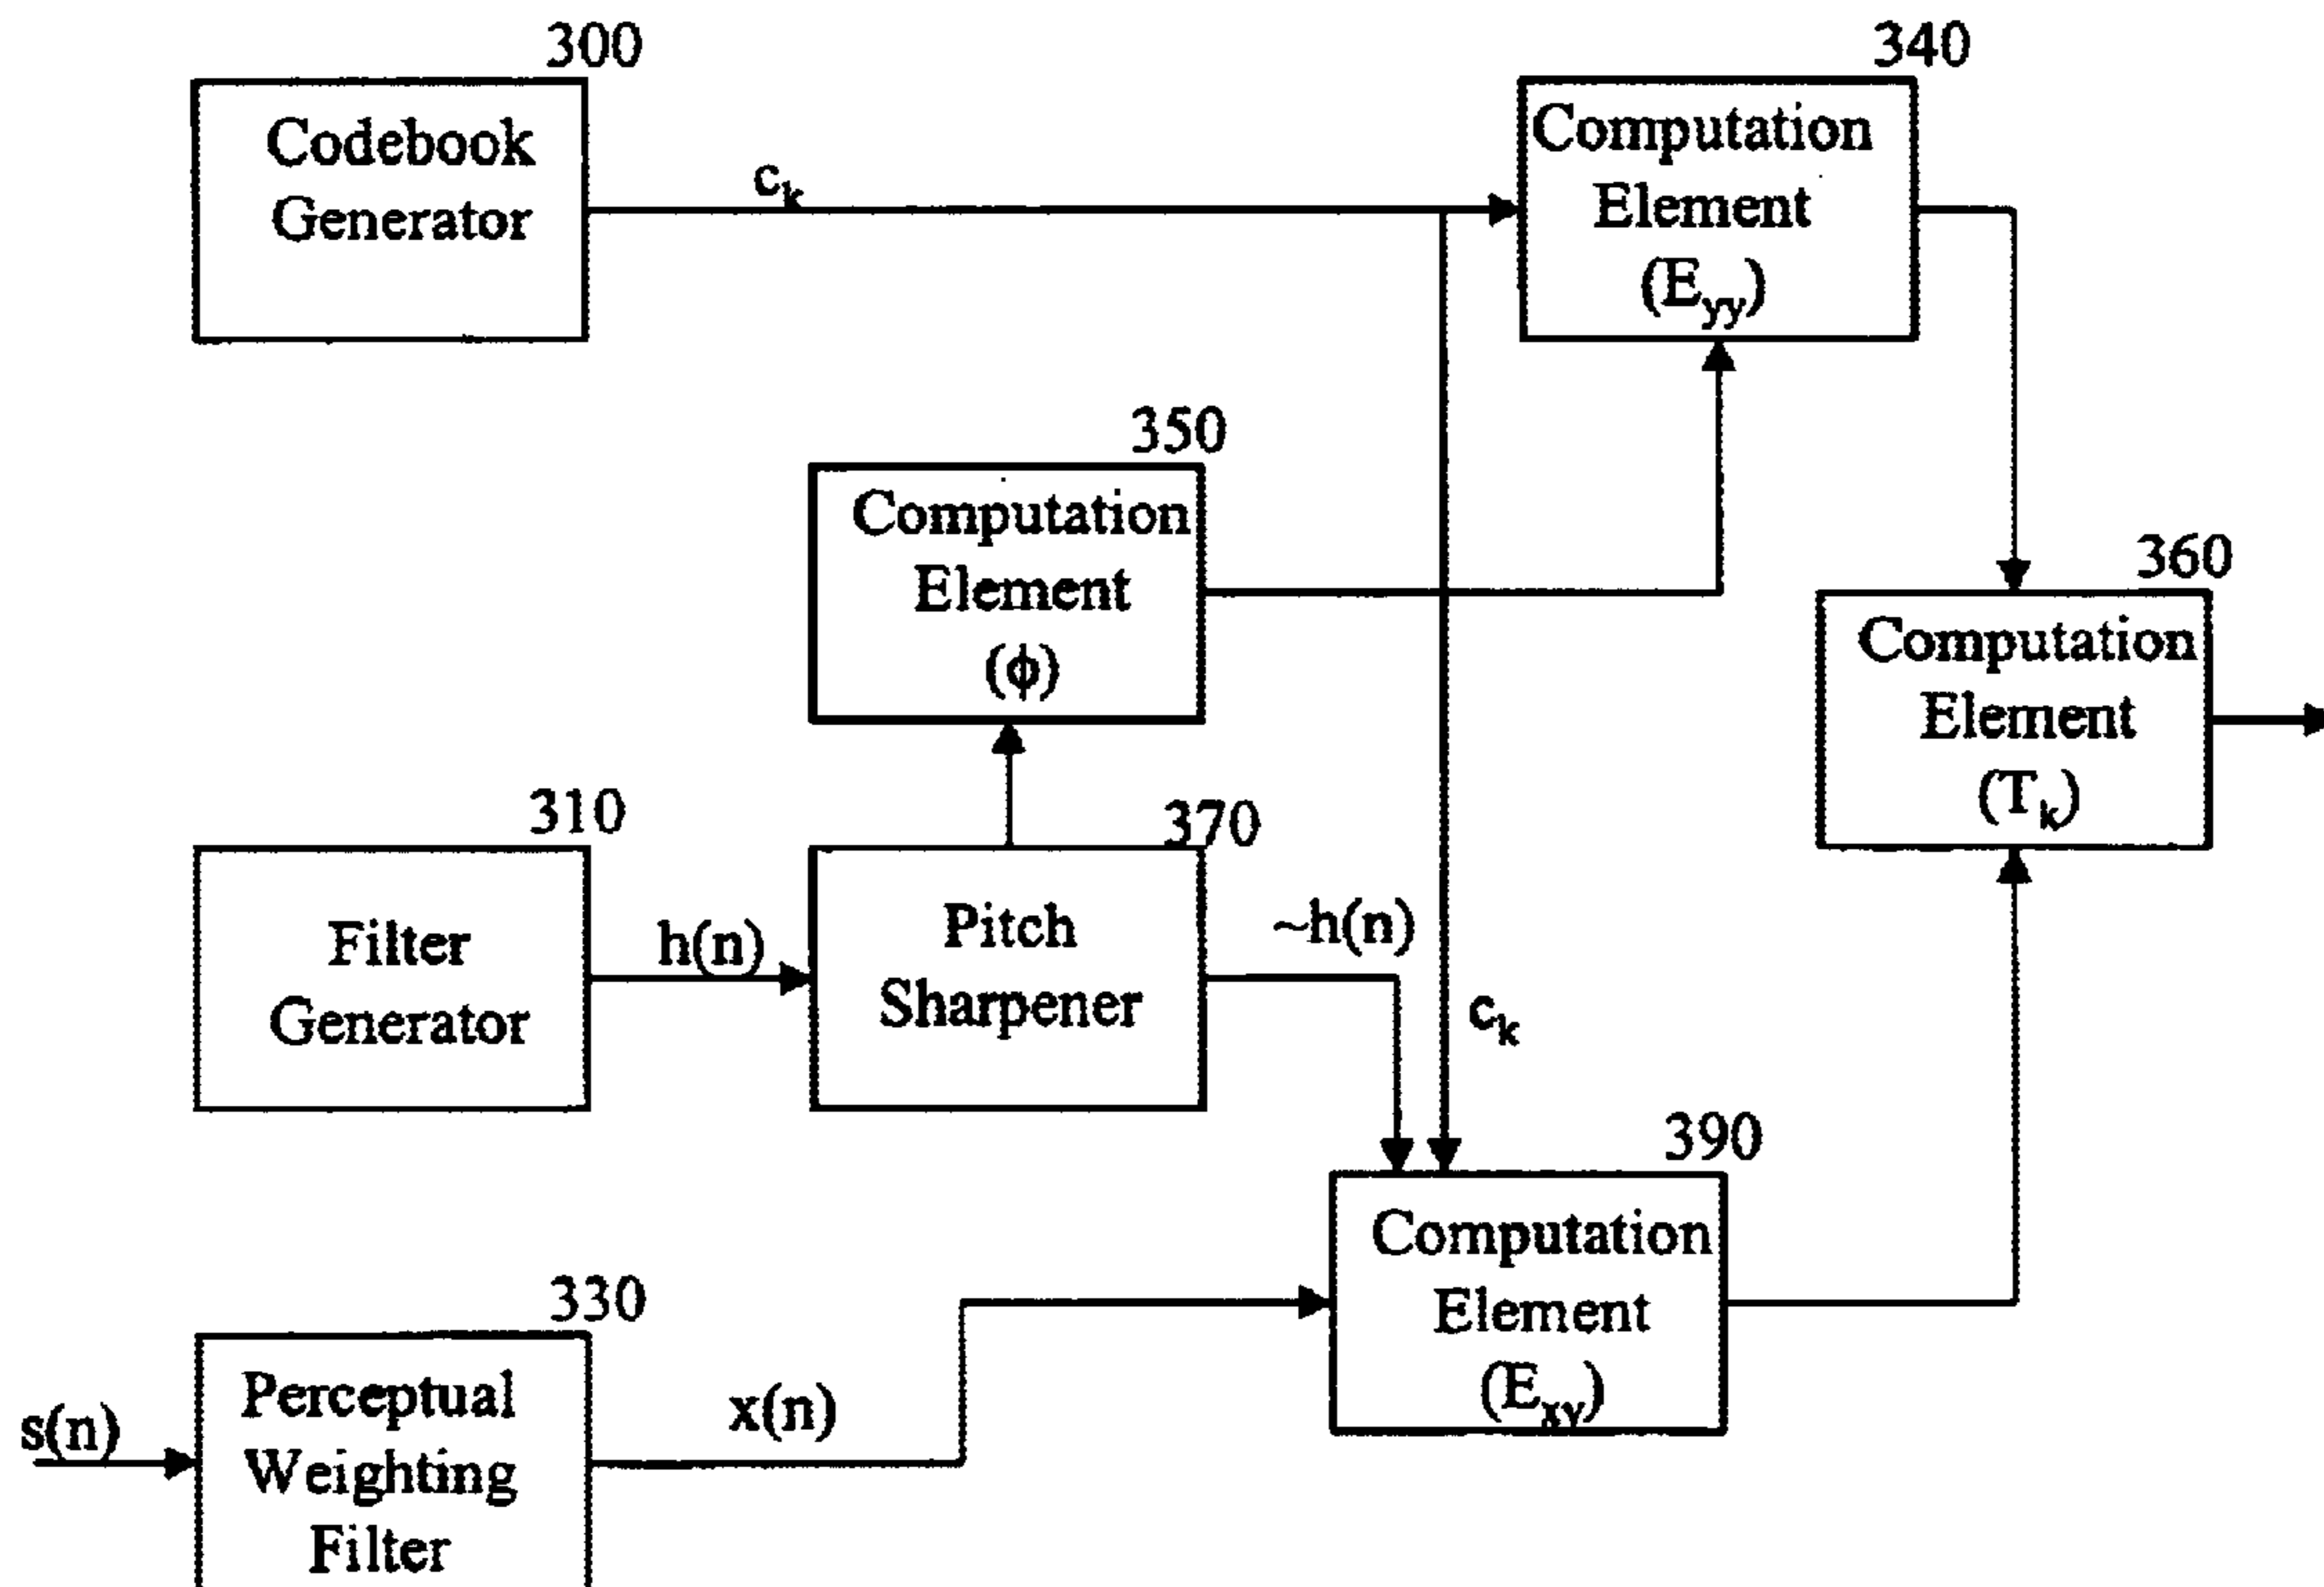 300
Codebook
Generator
c_k
340
Computation
Element
(E_yy)
350
Computation
Element
(ϕ)
360
Computation
Element
(T_k)
310
Filter
Generator
h(n)
370
Pitch
Sharpener
~h(n)
c_k
390
Computation
Element
(E_xy)
330
s(n)
Perceptual
Weighting
Filter
x(n)